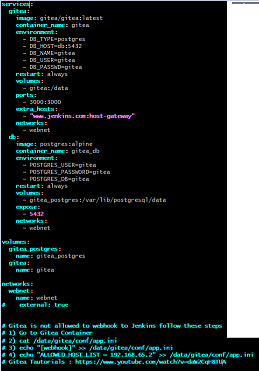 services:
  gitea:
    image: gitea/gitea:latest
    container_name: gitea
    environment:
      - DB_TYPE=postgres
      - DB_HOST=db:5432
      - DB_NAME=gitea
      - DB_USER=gitea
      - DB_PASSWD=gitea
    restart: always
    volumes:
      - gitea:/data
    ports:
      - 3000:3000
    extra_hosts:
      - "www.jenkins.com:host-gateway"
    networks:
      - webnet
  db:
    image: postgres:alpine
    container_name: gitea_db
    environment:
      - POSTGRES_USER=gitea
      - POSTGRES_PASSWORD=gitea
      - POSTGRES_DB=gitea
    restart: always
    volumes:
      - gitea_postgres:/var/lib/postgresql/data
    expose:
      - 5432
    networks:
      - webnet
volumes:
  gitea_postgres:
    name: gitea_postgres
  gitea:
    name: gitea
networks:
  webnet:
    name: webnet
#    external: true
# Gitea is not allowed to webhook to Jenkins follow these steps
# 1) Go to Gitea Container
# 2) cat /data/gitea/conf/app.ini
# 3) echo "[webhook]" >> /data/gitea/conf/app.ini
# 4) echo "ALLOWED_HOST_LIST = 192.168.65.2" >> /data/gitea/conf/app.ini
# Gitea Tautorials : https://www.youtube.com/watch?v=